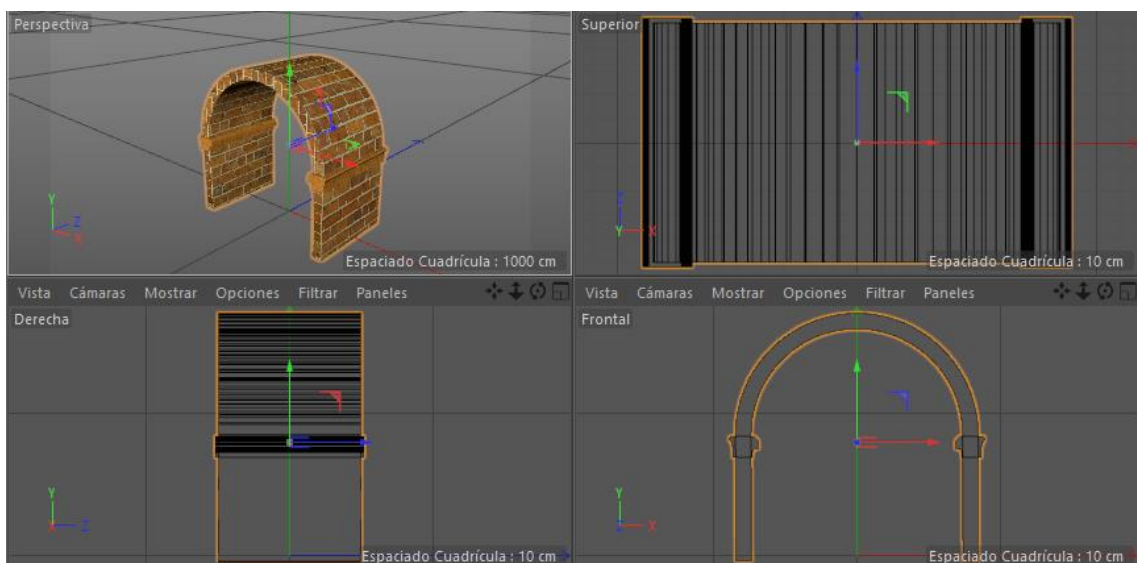 Perspectiva
Y
Z
X
Espaciado Cuadrícula : 1000 cm
Superior
Z
Y
X
Espaciado Cuadrícula : 10 cm
Vista Cámaras Mostrar Opciones Filtrar Paneles
Derecha
Y
X
Z
Espaciado Cuadrícula : 10 cm
Vista Cámaras Mostrar Opciones Filtrar Paneles
Frontal
Y
Z
X
Espaciado Cuadrícula : 10 cm